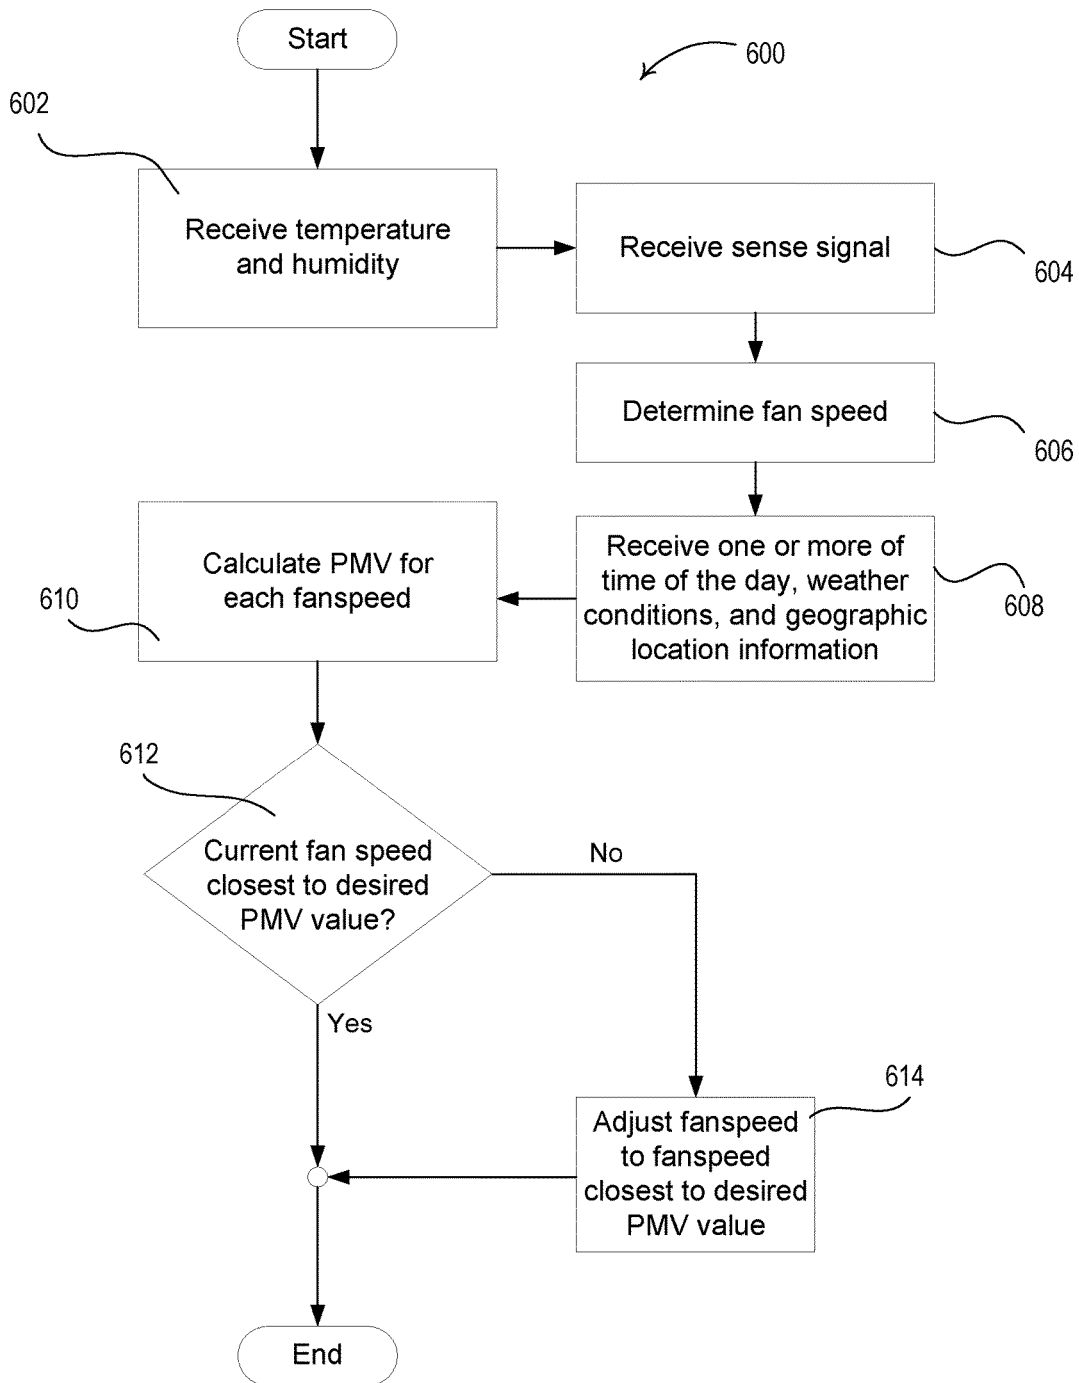 Start
600
602
Receive temperature
and humidity
Receive sense signal
604
Determine fan speed
606
Receive one or more of
time of the day, weather
conditions, and geographic
location information
608
Calculate PMV for
each fanspeed
610
612
Current fan speed
closest to desired
PMV value?
No
Yes
614
Adjust fanspeed
to fanspeed
closest to desired
PMV value
End